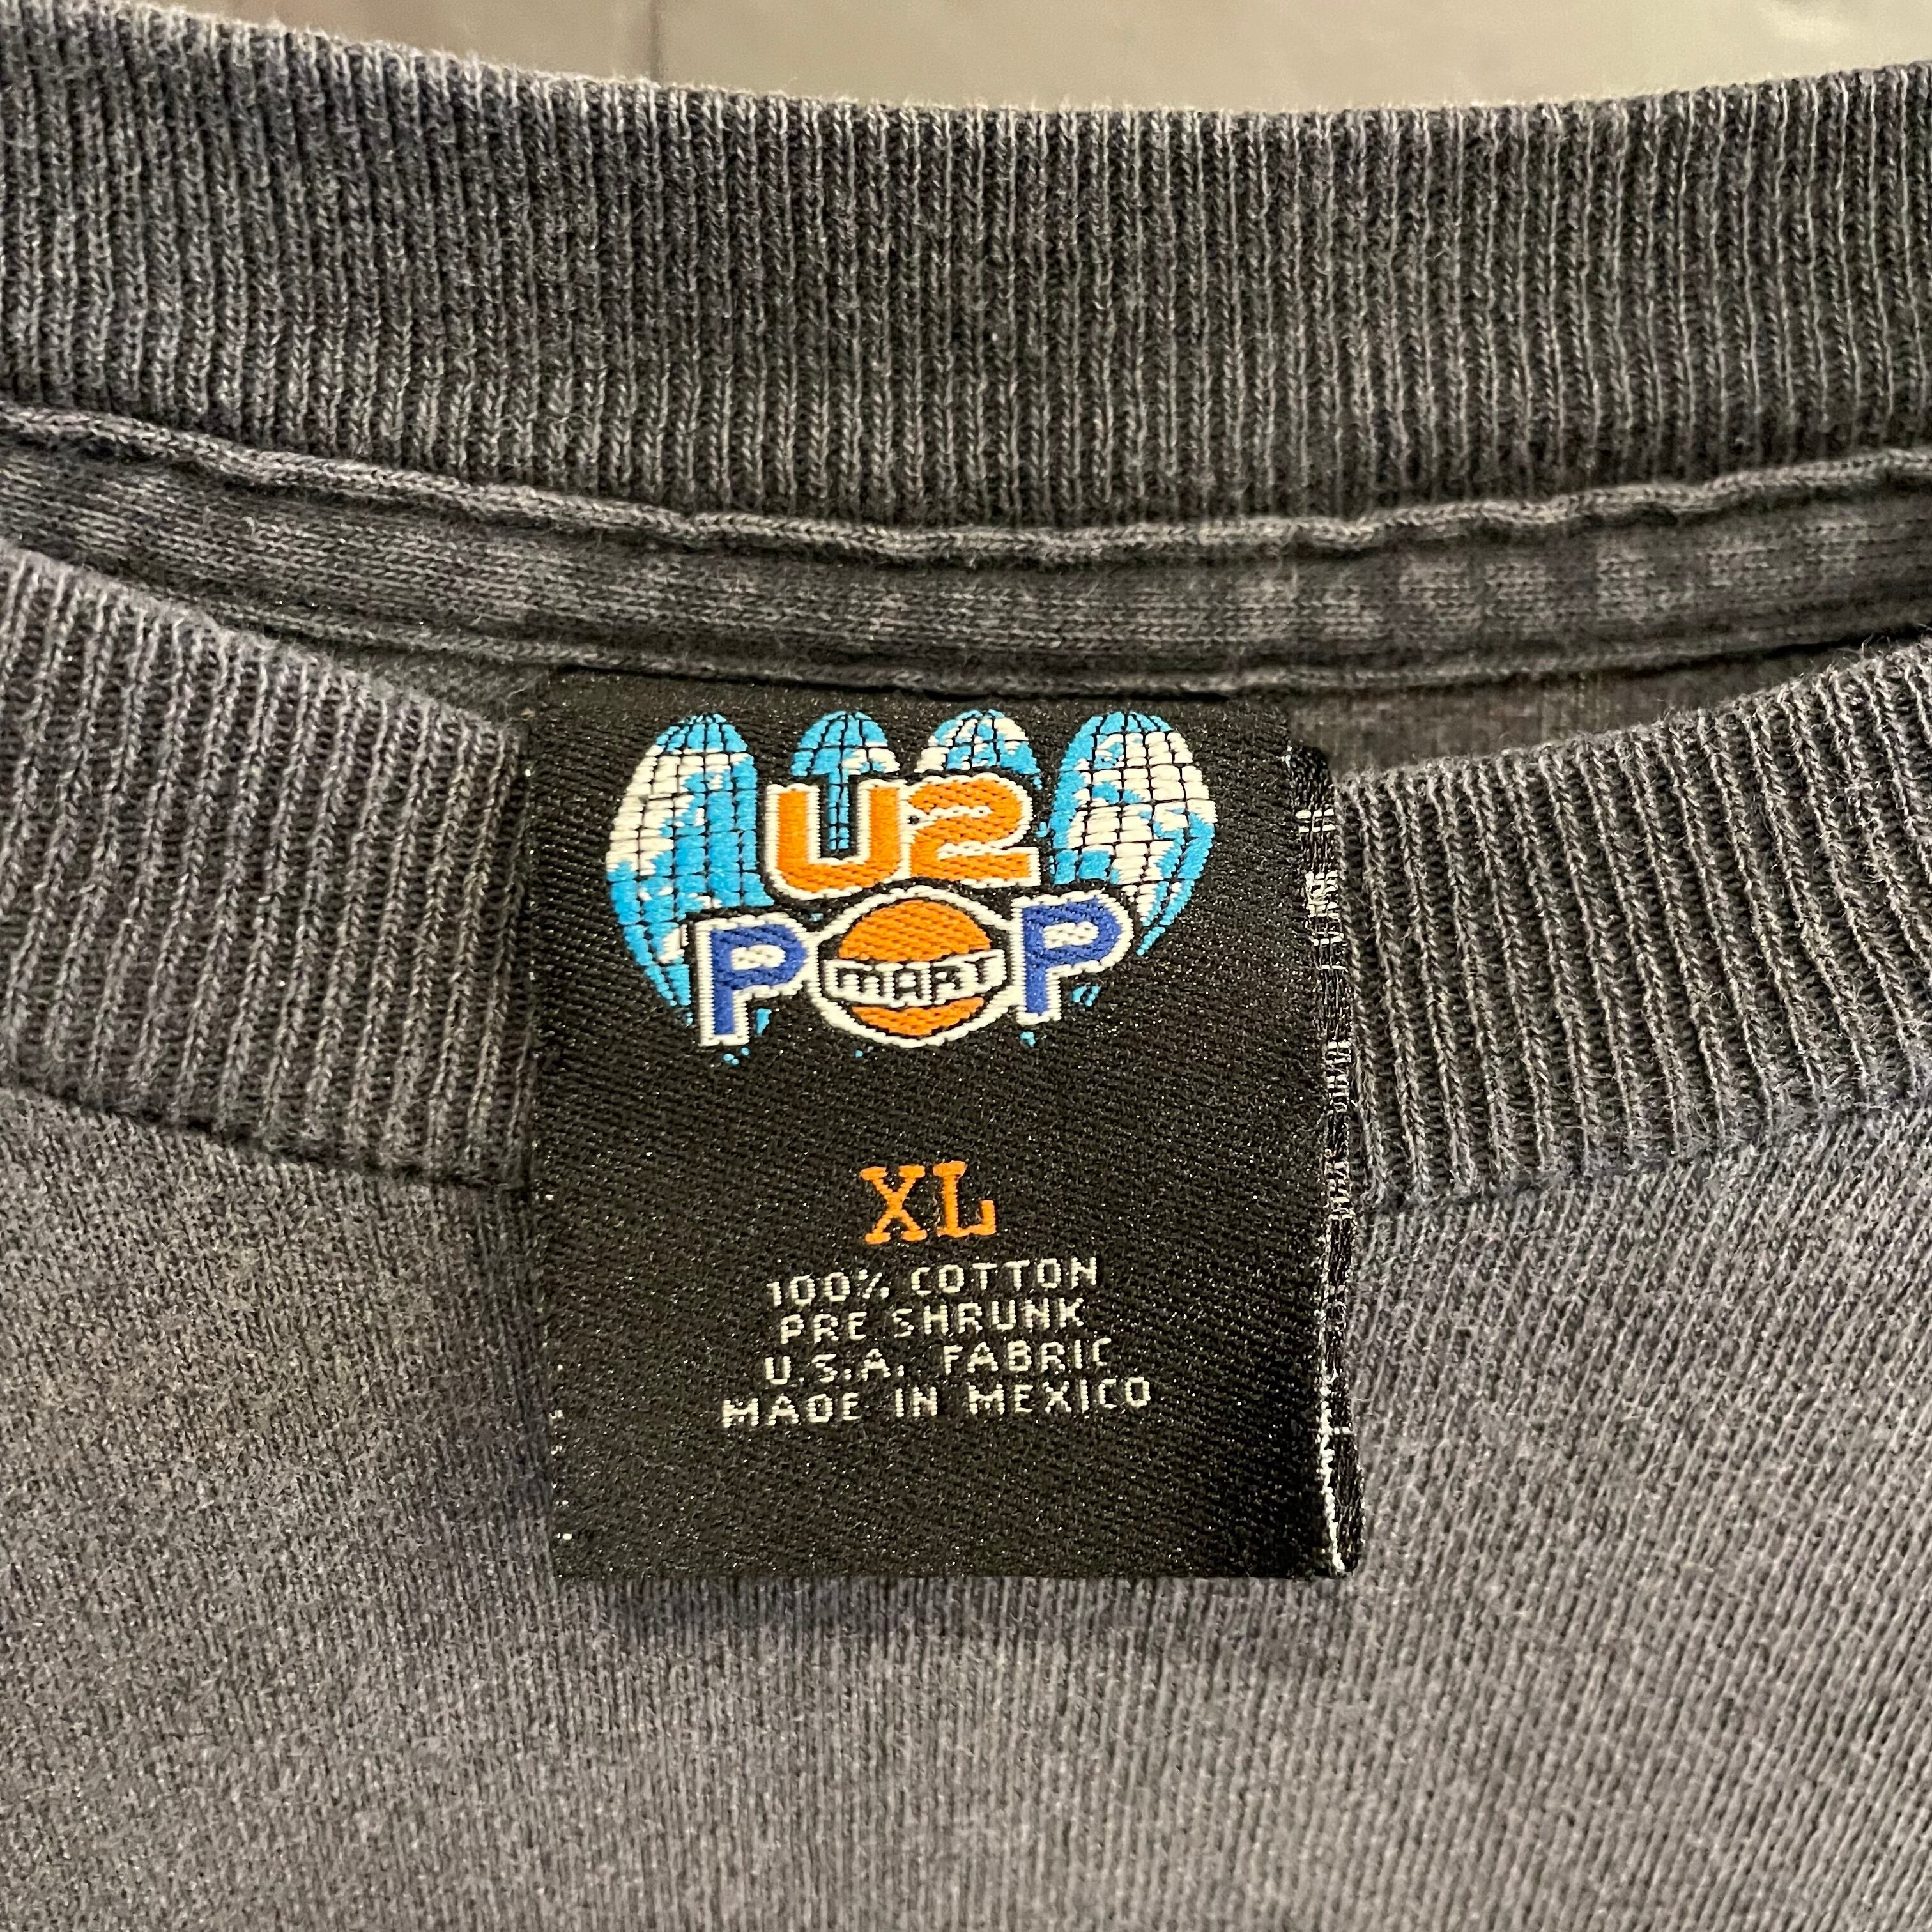 U2
POP
MART
XL
100% COTTON
PRE SHRUNK
U.S.A. FABRIC
MADE IN MEXICO